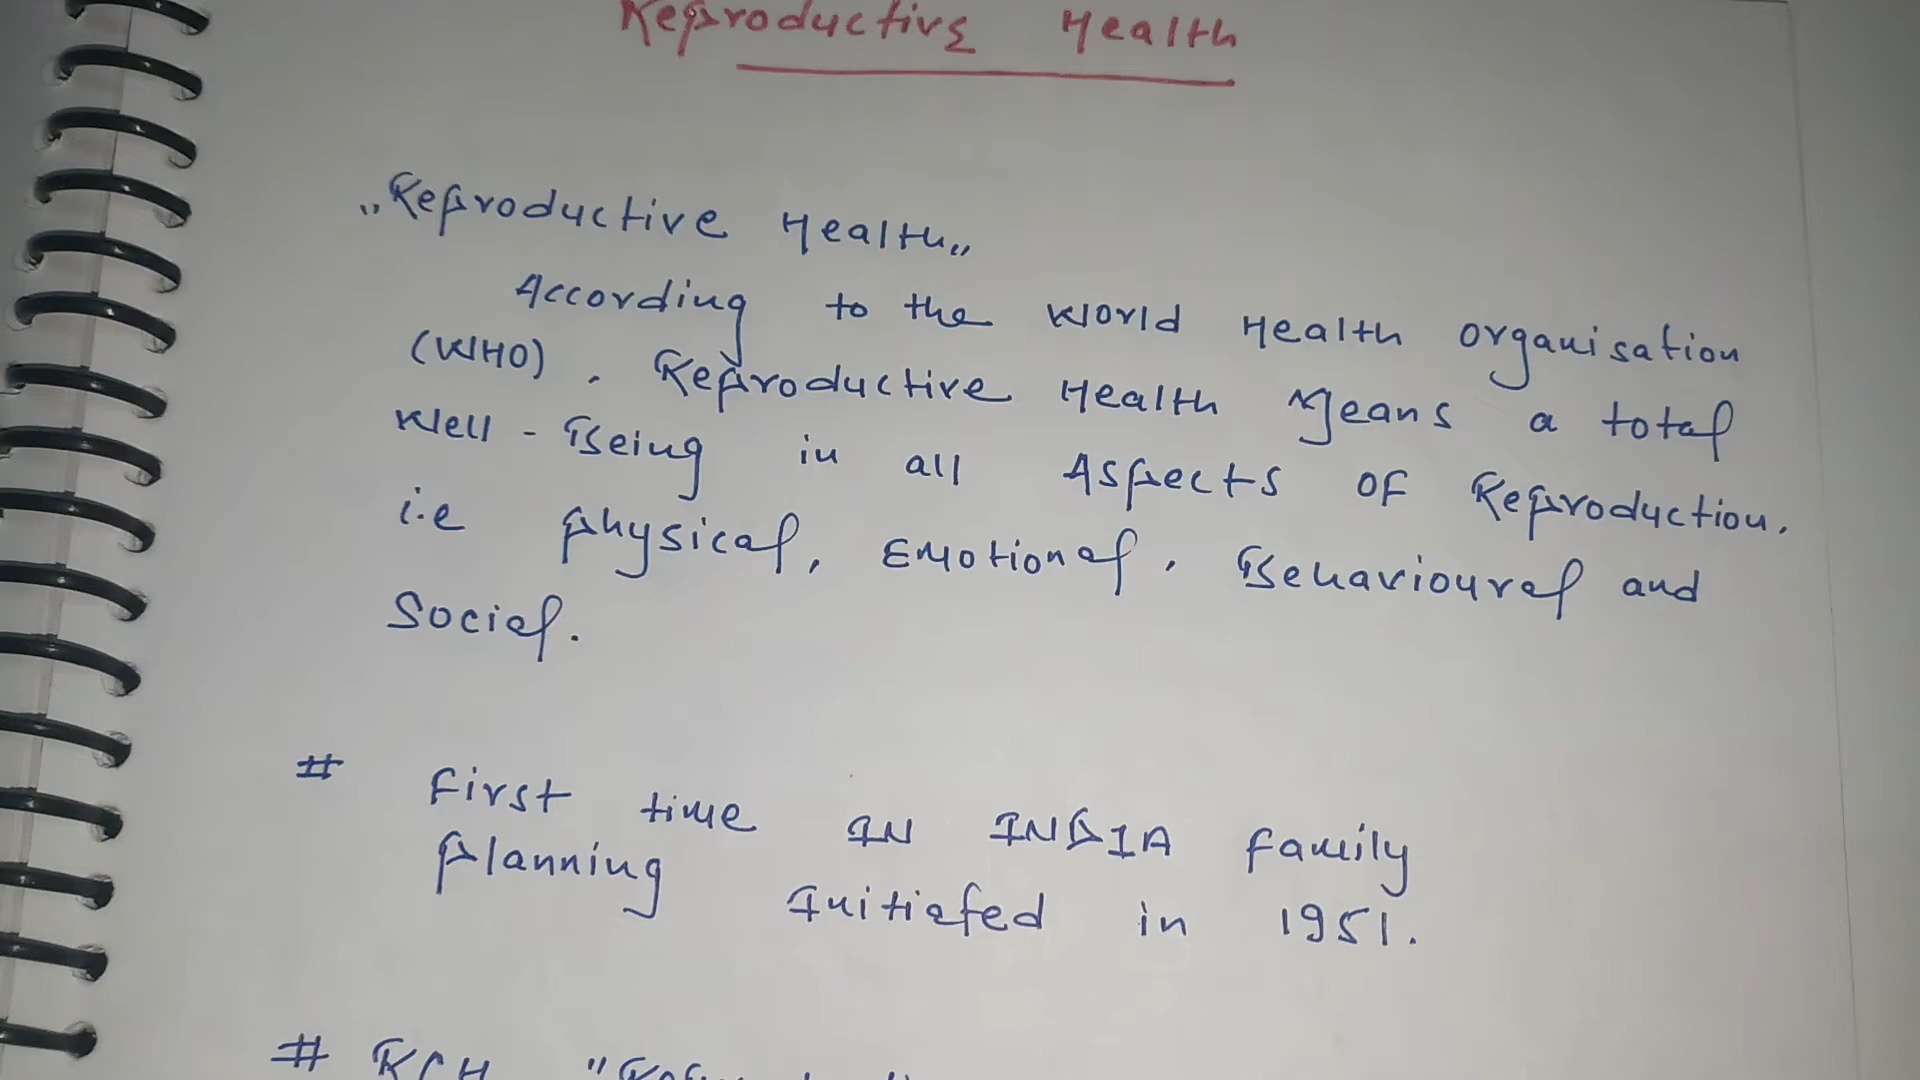 Reproductive Health
"Reproductive Health"
According to the World Health Organisation
(WHO), Reproductive Health Means a total
Well-Being in all Aspects OF Reproduction.
i.e physical, Emotional, Behavioural and
Social.
# First time IN INDIA family
planning Initiated in 1951.
# RCH